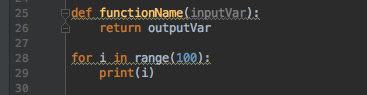 25 def functionName(inputVar):
26     return outputVar
27
28 for i in range(100):
29     print(i)
30